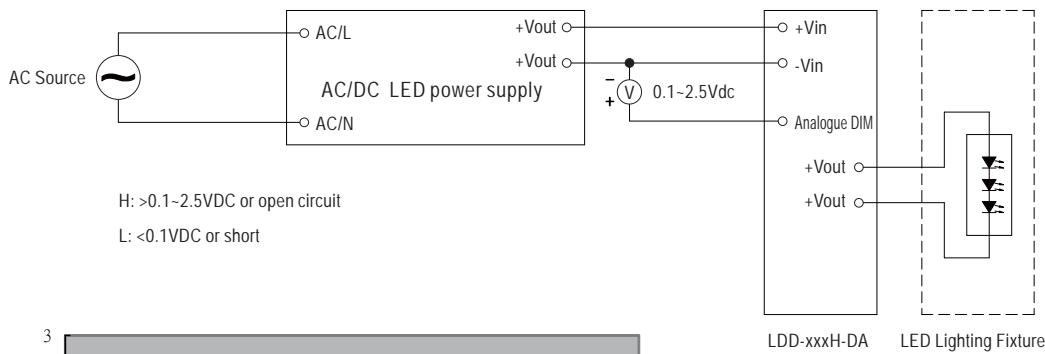 AC Source
AC/L
AC/N
AC/DC LED power supply
+Vout
+Vout
−
+
V
0.1~2.5Vdc
+Vin
-Vin
Analogue DIM
+Vout
+Vout
H: >0.1~2.5VDC or open circuit
L: <0.1VDC or short
LDD-xxxH-DA
LED Lighting Fixture
3